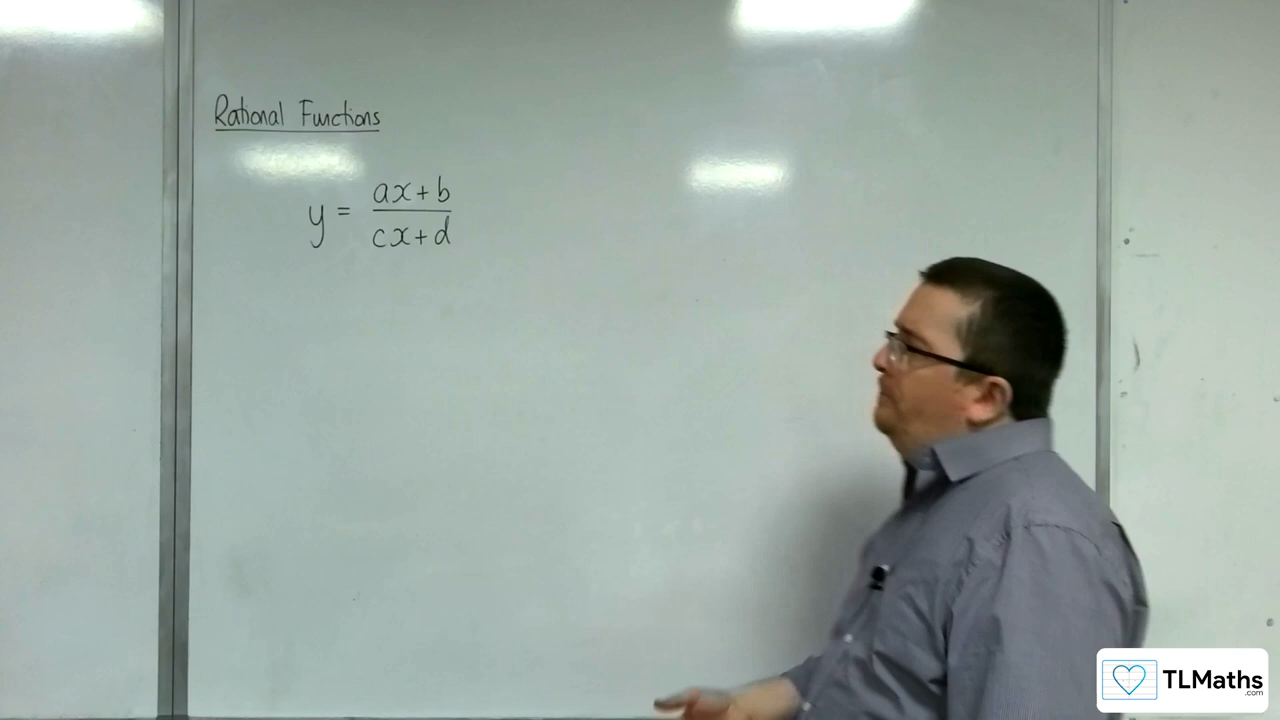 Rational Functions
y = ax+b
cx+d
TLMaths
.com